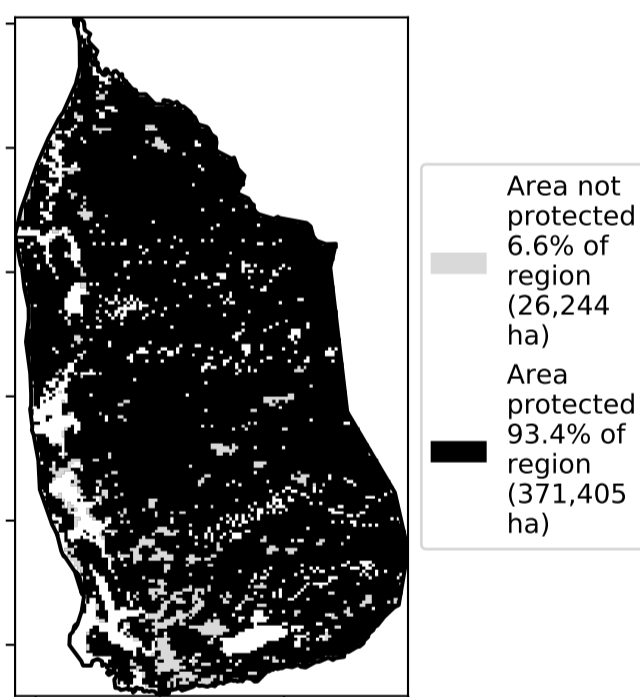 Area not
protected
6.6% of
region
(26,244
ha)
Area
protected
93.4% of
region
(371,405
ha)